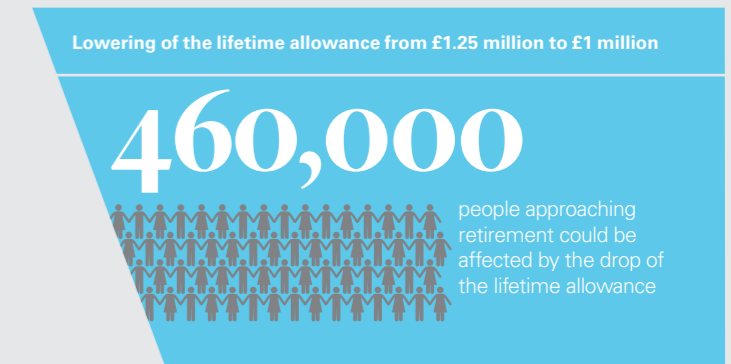 Lowering of the lifetime allowance from £1.25 million to £1 million
460,000
people approaching
retirement could be
affected by the drop of
the lifetime allowance